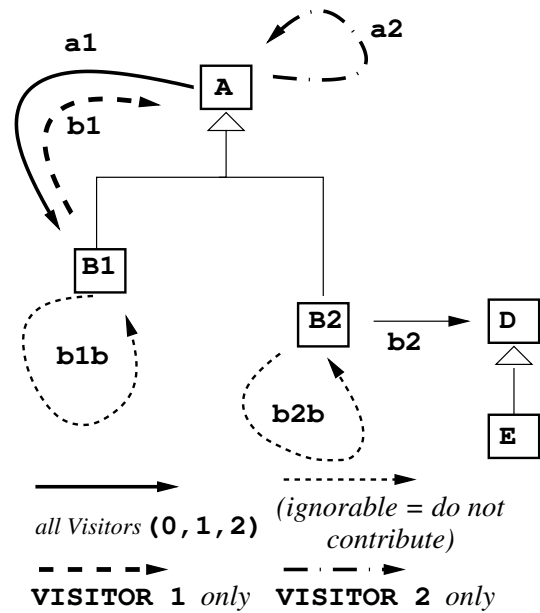 a1
a2
A
b1
B1
B2
D
b2
b1b
b2b
E
all Visitors (0,1,2)
(ignorable = do not
contribute)
VISITOR 1 only
VISITOR 2 only